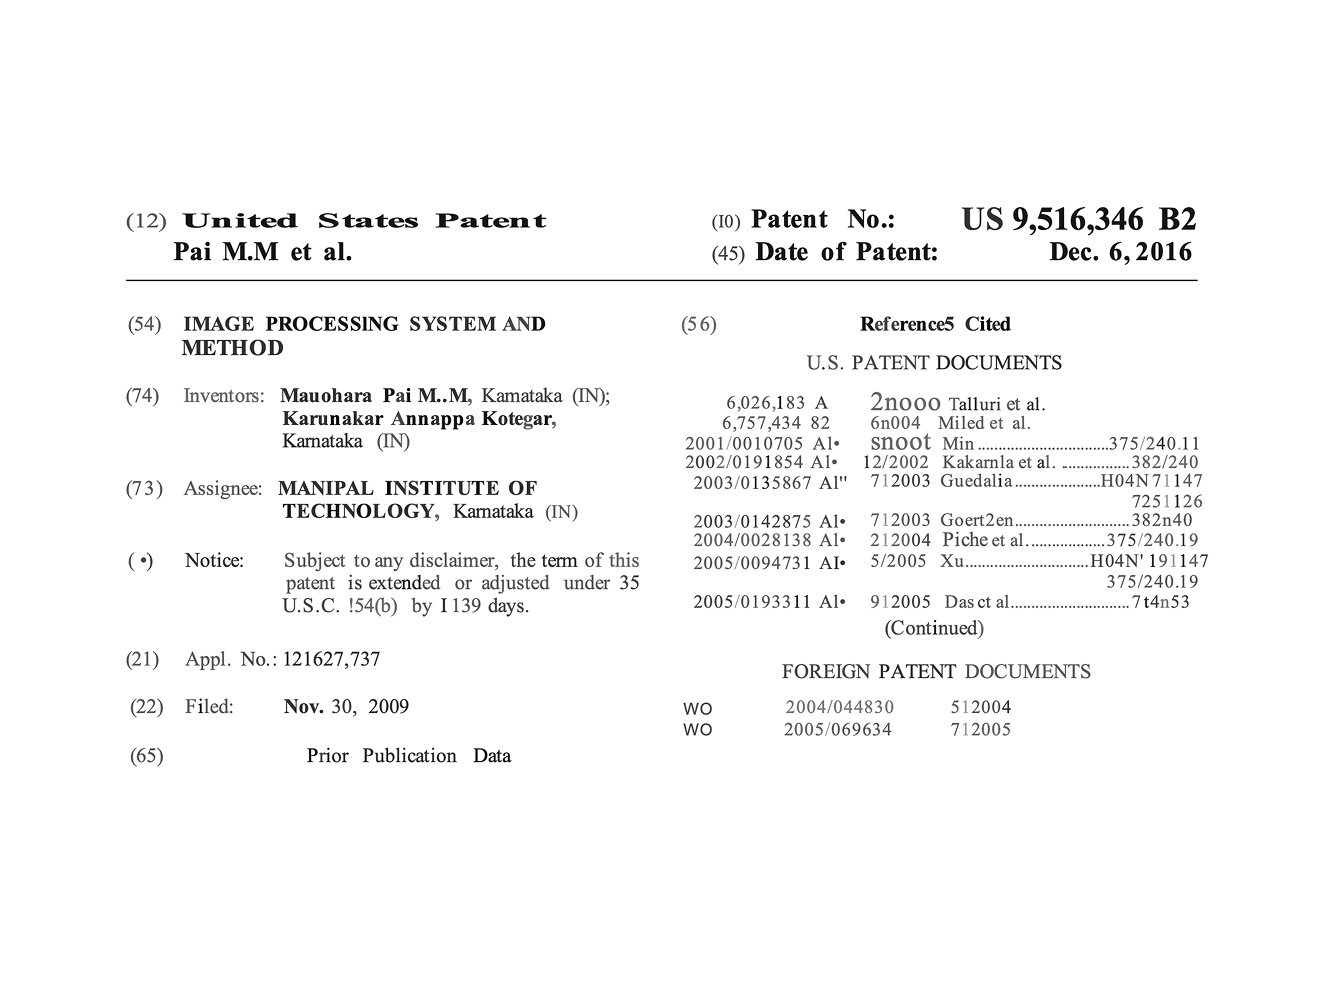 (12) United States Patent
Pai M.M et al.
(I0) Patent No.: US 9,516,346 B2
(45) Date of Patent: Dec. 6, 2016
(54) IMAGE PROCESSING SYSTEM AND
METHOD
(74) Inventors: Mauohara Pai M..M, Kamataka (IN);
Karunakar Annappa Kotegar,
Karnataka (IN)
(73) Assignee: MANIPAL INSTITUTE OF
TECHNOLOGY, Karnataka (IN)
( •) Notice: Subject to any disclaimer, the term of this
patent is extended or adjusted under 35
U.S.C. !54(b) by I 139 days.
(21) Appl. No.: 121627,737
(22) Filed: Nov. 30, 2009
(65) Prior Publication Data
(56) Reference5 Cited
U.S. PATENT DOCUMENTS
6,026,183 A 2nooo Talluri et al.
6,757,434 82 6n004 Miled et al.
2001/0010705 Al• snoot Min ................................375/240.11
2002/0191854 Al• 12/2002 Kakarnla et al. .................382/240
2003/0135867 Al" 712003 Guedalia.....................H04N 71147
7251126
2003/0142875 Al• 712003 Goert2en............................382n40
2004/0028138 Al• 212004 Piche et al...................375/240.19
2005/0094731 AI• 5/2005 Xu..............................H04N' 191147
375/240.19
2005/0193311 Al• 912005 Das ct al.............................7t4n53
(Continued)
FOREIGN PATENT DOCUMENTS
WO 2004/044830 512004
WO 2005/069634 712005